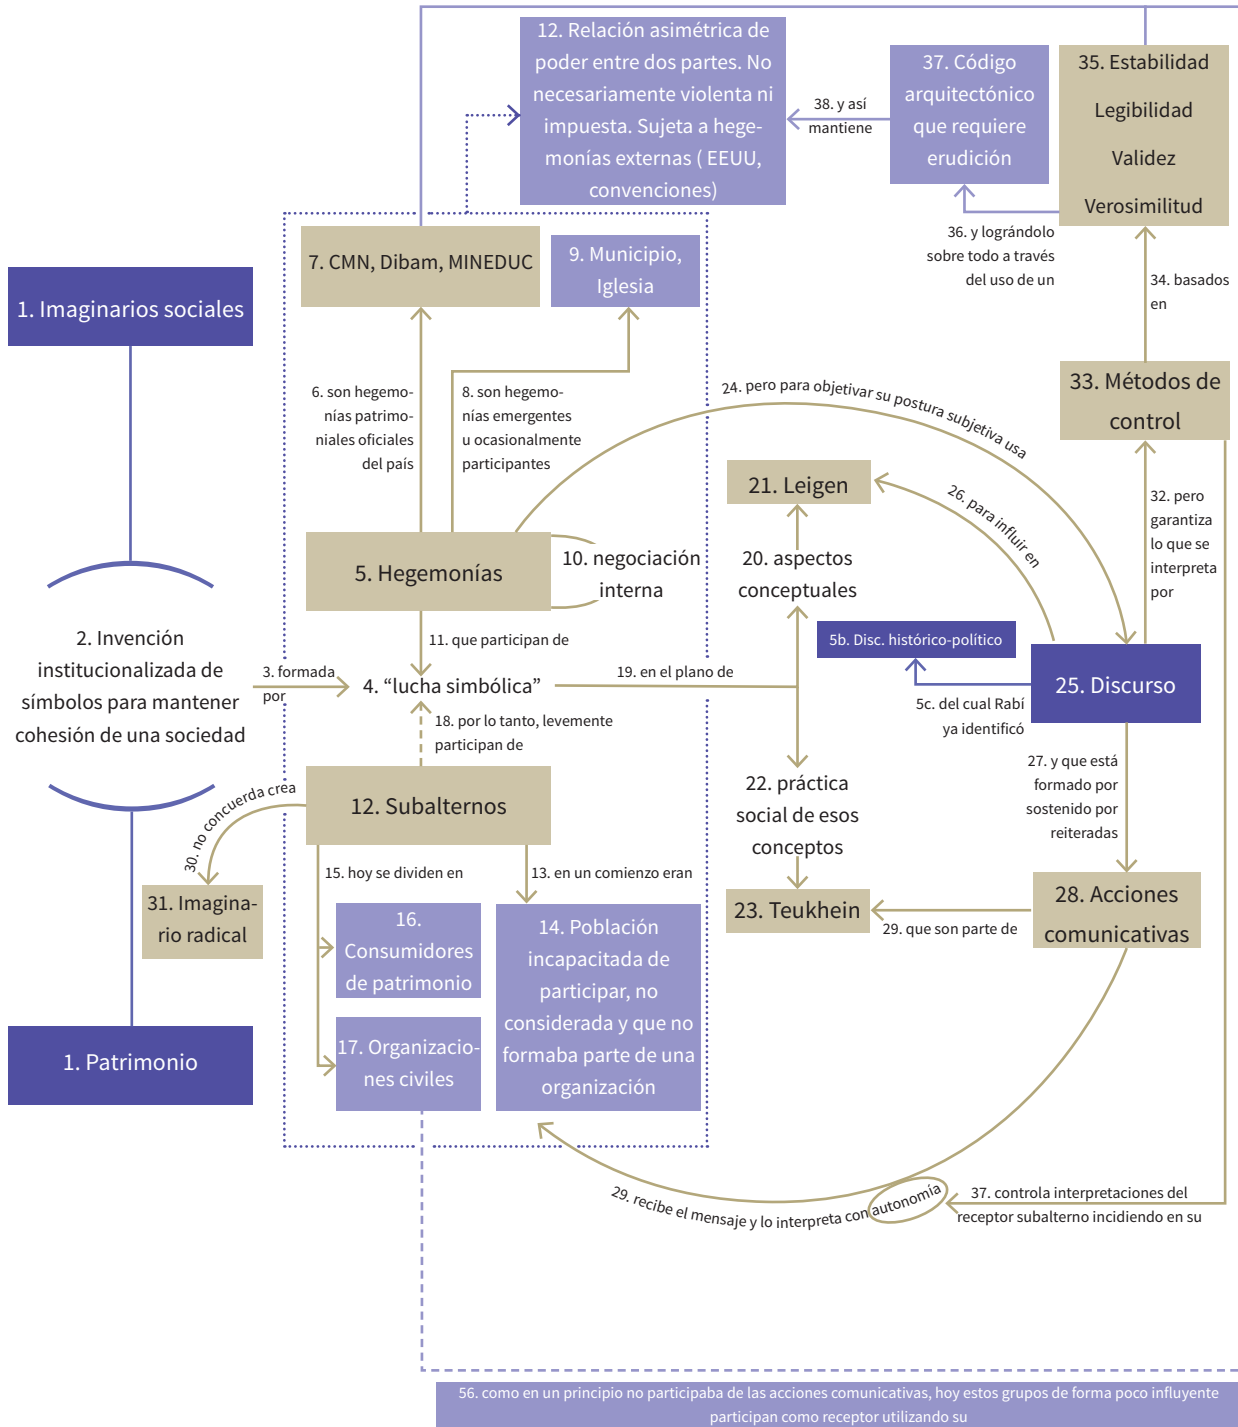 12. Relación asimétrica de
poder entre dos partes. No
necesariamente violenta ni
impuesta. Sujeta a hege-
monías externas ( EEUU,
convenciones)
38. y así
mantiene
37. Código
arquitectónico
que requiere
erudición
35. Estabilidad
Legibilidad
Validez
Verosimilitud
36. y lográndolo
sobre todo a través
del uso de un
34. basados
en
33. Métodos de
control
7. CMN, Dibam, MINEDUC
9. Municipio,
Iglesia
1. Imaginarios sociales
6. son hegemo-
nías patrimo-
niales oficiales
del país
8. son hegemo-
nías emergentes
u ocasionalmente
participantes
24. pero para objetivar su postura subjetiva usa
21. Leigen
26. para influir en
32. pero
garantiza
lo que se
interpreta
por
5. Hegemonías
10. negociación
interna
20. aspectos
conceptuales
11. que participan de
2. Invención
institucionalizada de
símbolos para mantener
cohesión de una sociedad
3. formada
por
4. “lucha simbólica”
19. en el plano de
5b. Disc. histórico-político
25. Discurso
5c. del cual Rabí
ya identificó
18. por lo tanto, levemente
participan de
27. y que está
formado por
sostenido por
reiteradas
12. Subalternos
22. práctica
social de esos
conceptos
30. no concuerda crea
31. Imagina-
rio radical
15. hoy se dividen en
13. en un comienzo eran
23. Teukhein
29. que son parte de
28. Acciones
comunicativas
16.
Consumidores
de patrimonio
14. Población
incapacitada de
participar, no
considerada y que no
formaba parte de una
organización
17. Organizacio-
nes civiles
1. Patrimonio
29. recibe el mensaje y lo interpreta con autonomía
37. controla interpretaciones del
receptor subalterno incidiendo en su
56. como en un principio no participaba de las acciones comunicativas, hoy estos grupos de forma poco influyente
participan como receptor utilizando su